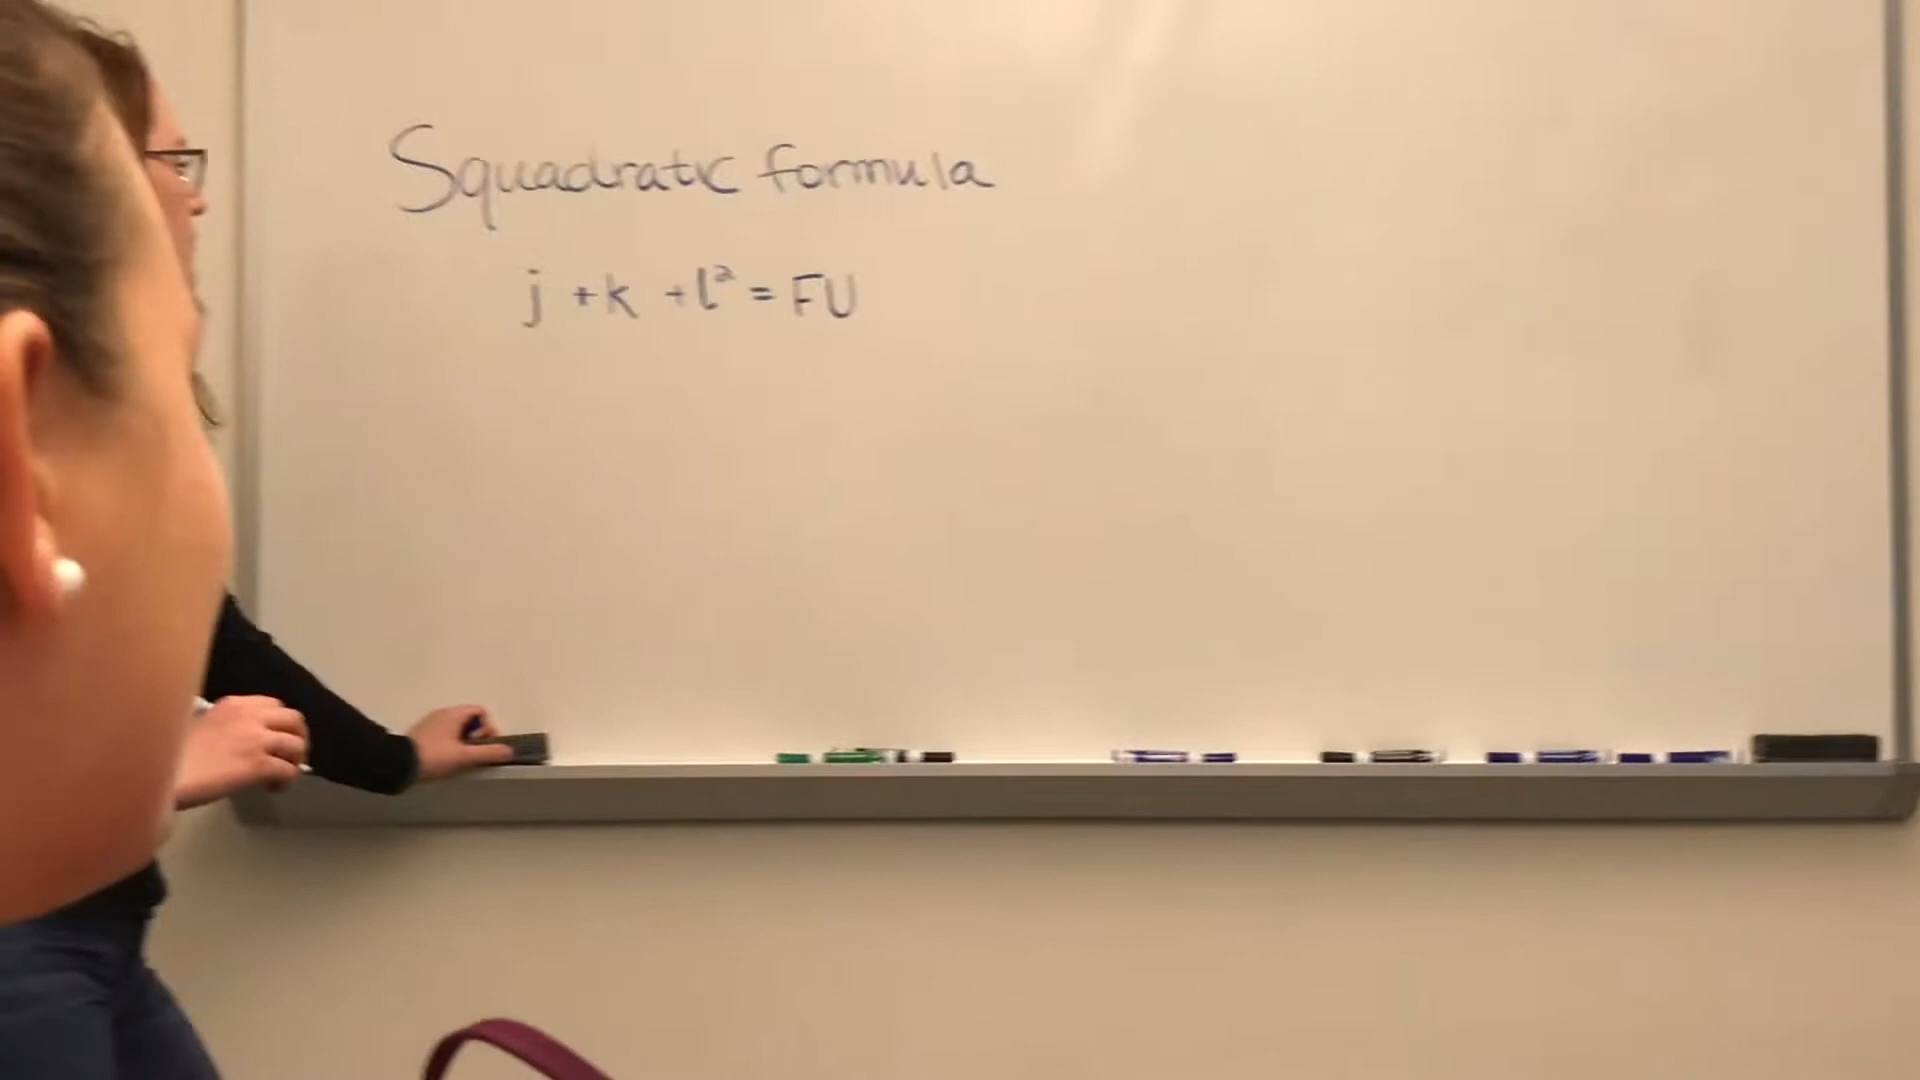 Squadratic formula
j + k + l² = FU